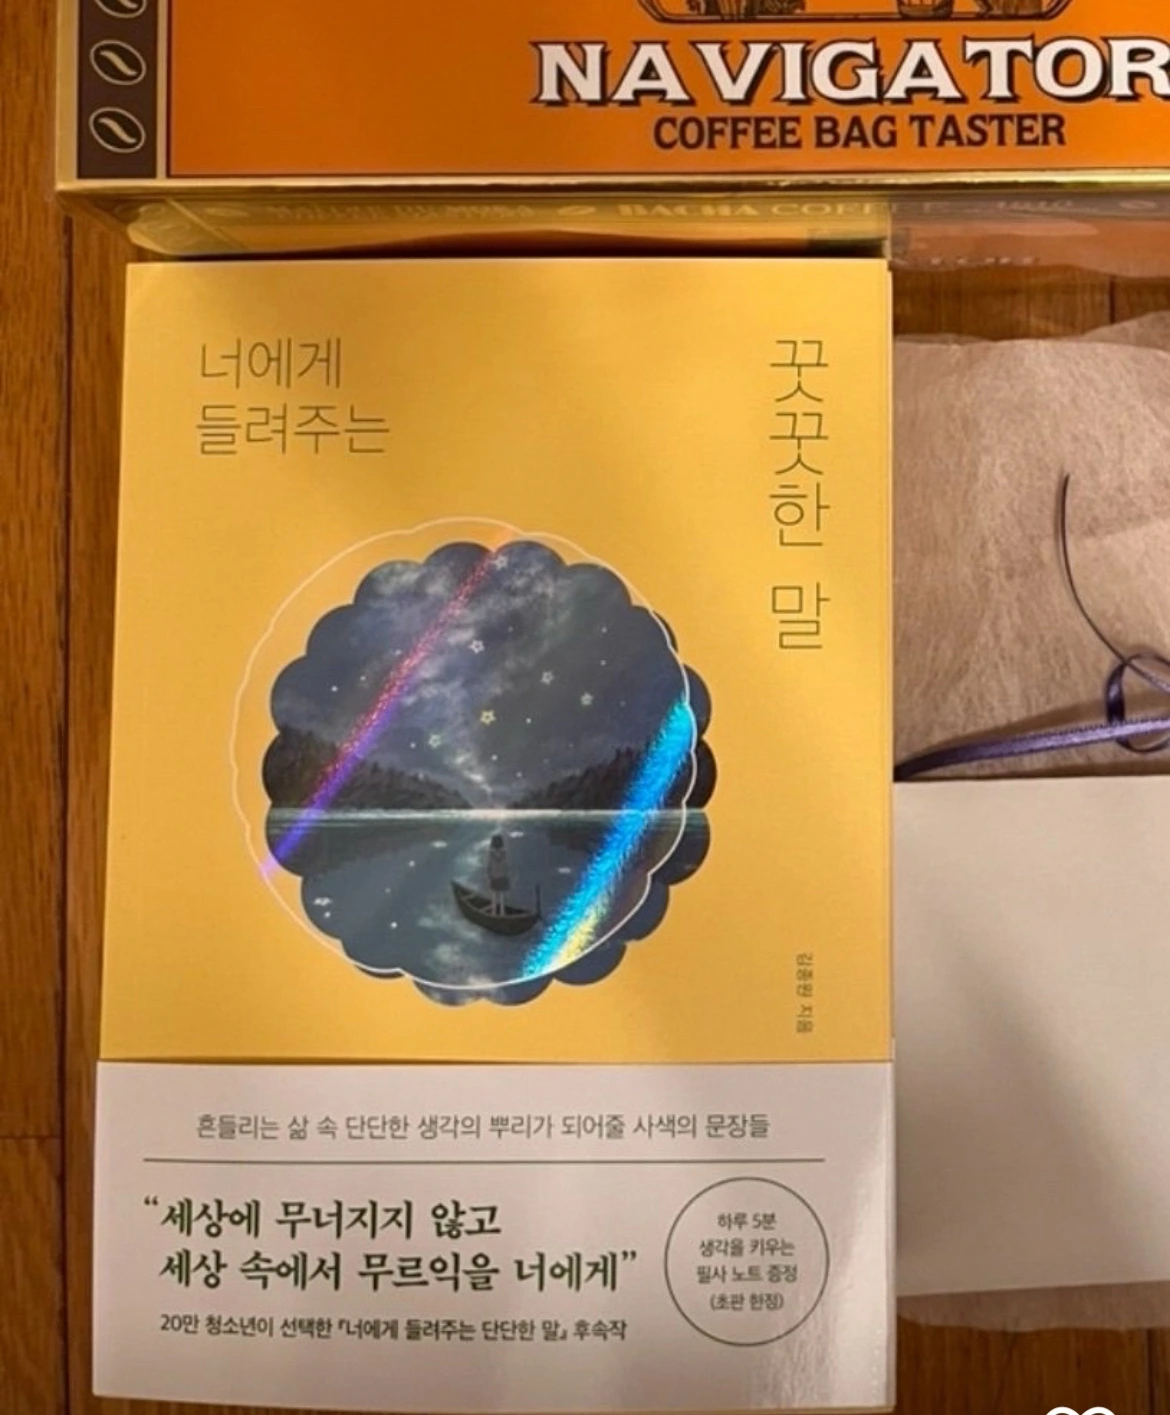 NAVIGATOR
COFFEE BAG TASTER
BACHA COFFEE
너에게
들려주는
꿋꿋한 말
김종원 지음
흔들리는 삶 속 단단한 생각의 뿌리가 되어줄 사색의 문장들
“세상에 무너지지 않고
세상 속에서 무르익을 너에게”
20만 청소년이 선택한 『너에게 들려주는 단단한 말』 후속작
하루 5분
생각을 키우는
필사 노트 증정
(초판 한정)